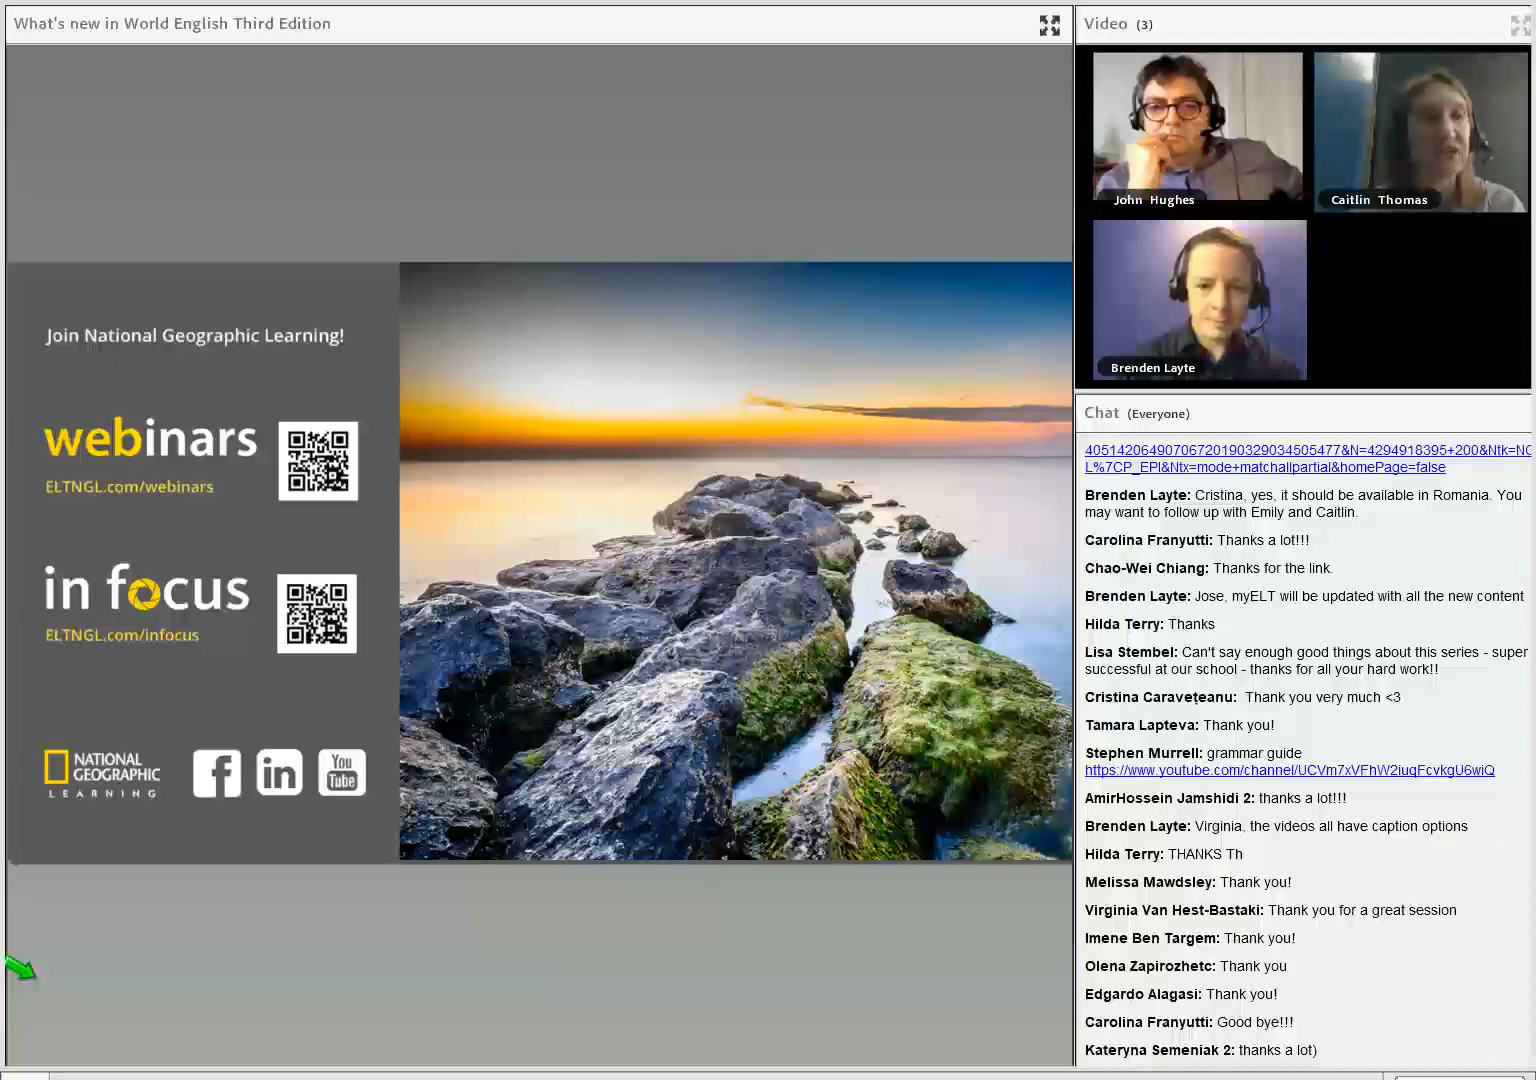 What's new in World English Third Edition
Join National Geographic Learning!
webinars
ELTNGL.com/webinars
in focus
ELTNGL.com/infocus
NATIONAL
GEOGRAPHIC
LEARNING
f
in
You
Tube
Video (3)
John Hughes
Caitlin Thomas
Brenden Layte
Chat (Everyone)
40514206490706720190329034505477&N=4294918395+200&Ntk=NG
L%7CP_EPI&Ntx=mode+matchallpartial&homePage=false
Brenden Layte: Cristina, yes, it should be available in Romania. You
may want to follow up with Emily and Caitlin.
Carolina Franyutti: Thanks a lot!!!
Chao-Wei Chiang: Thanks for the link.
Brenden Layte: Jose, myELT will be updated with all the new content
Hilda Terry: Thanks
Lisa Stembel: Can't say enough good things about this series - super
successful at our school - thanks for all your hard work!!
Cristina Caravețeanu: Thank you very much <3
Tamara Lapteva: Thank you!
Stephen Murrell: grammar guide
https://www.youtube.com/channel/UCVm7xVFhW2iuqFcvkgU6wiQ
AmirHossein Jamshidi 2: thanks a lot!!!
Brenden Layte: Virginia, the videos all have caption options
Hilda Terry: THANKS Th
Melissa Mawdsley: Thank you!
Virginia Van Hest-Bastaki: Thank you for a great session
Imene Ben Targem: Thank you!
Olena Zapirozhetc: Thank you
Edgardo Alagasi: Thank you!
Carolina Franyutti: Good bye!!!
Kateryna Semeniak 2: thanks a lot)